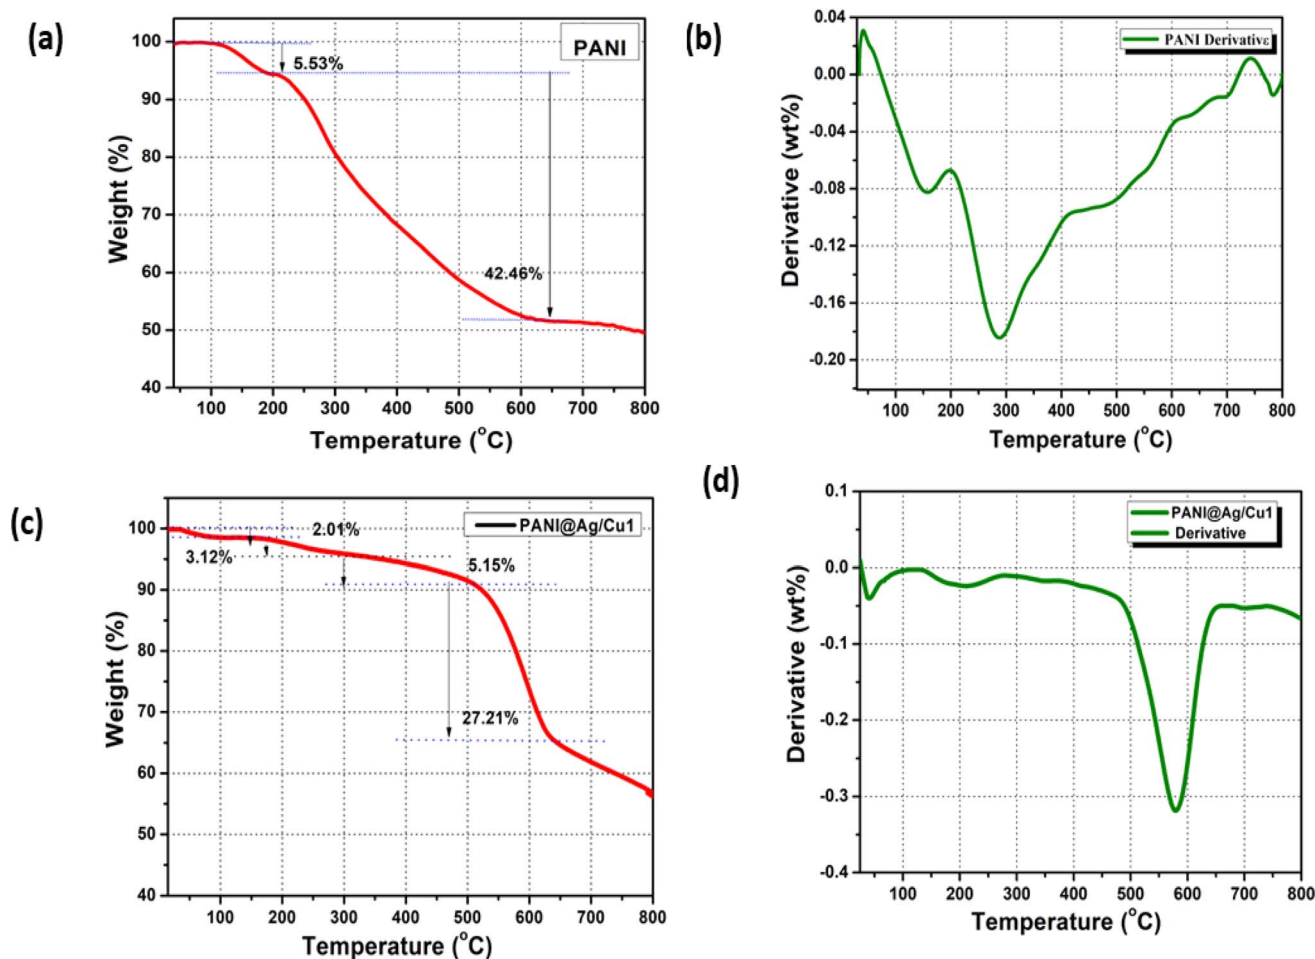 (a)
100
90
80
70
60
50
40
Weight (%)
5.53%
PANI
42.46%
100 200 300 400 500 600 700 800
Temperature (°C)
(b)
0.04
0.00
-0.04
-0.08
-0.12
-0.16
-0.20
Derivative (wt%)
PANI Derivative
100 200 300 400 500 600 700 800
Temperature (°C)
(c)
100
90
80
70
60
50
40
Weight (%)
2.01%
PANI@Ag/Cu1
3.12%
5.15%
27.21%
0 100 200 300 400 500 600 700 800
Temperature (°C)
(d)
0.1
0.0
-0.1
-0.2
-0.3
-0.4
Derivative (wt%)
PANI@Ag/Cu1
Derivative
100 200 300 400 500 600 700 800
Temperature (°C)